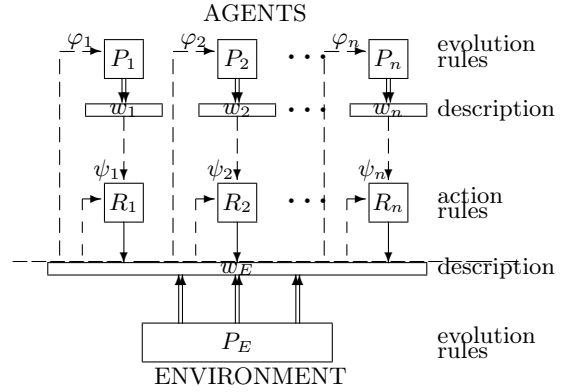 AGENTS
φ1 φ2 φn evolution
P1 P2 • • • Pn rules
w1 w2 • • • wn description
ψ1 ψ2 ψn
R1 R2 • • • Rn action
rules
wE description
PE evolution
rules
ENVIRONMENT